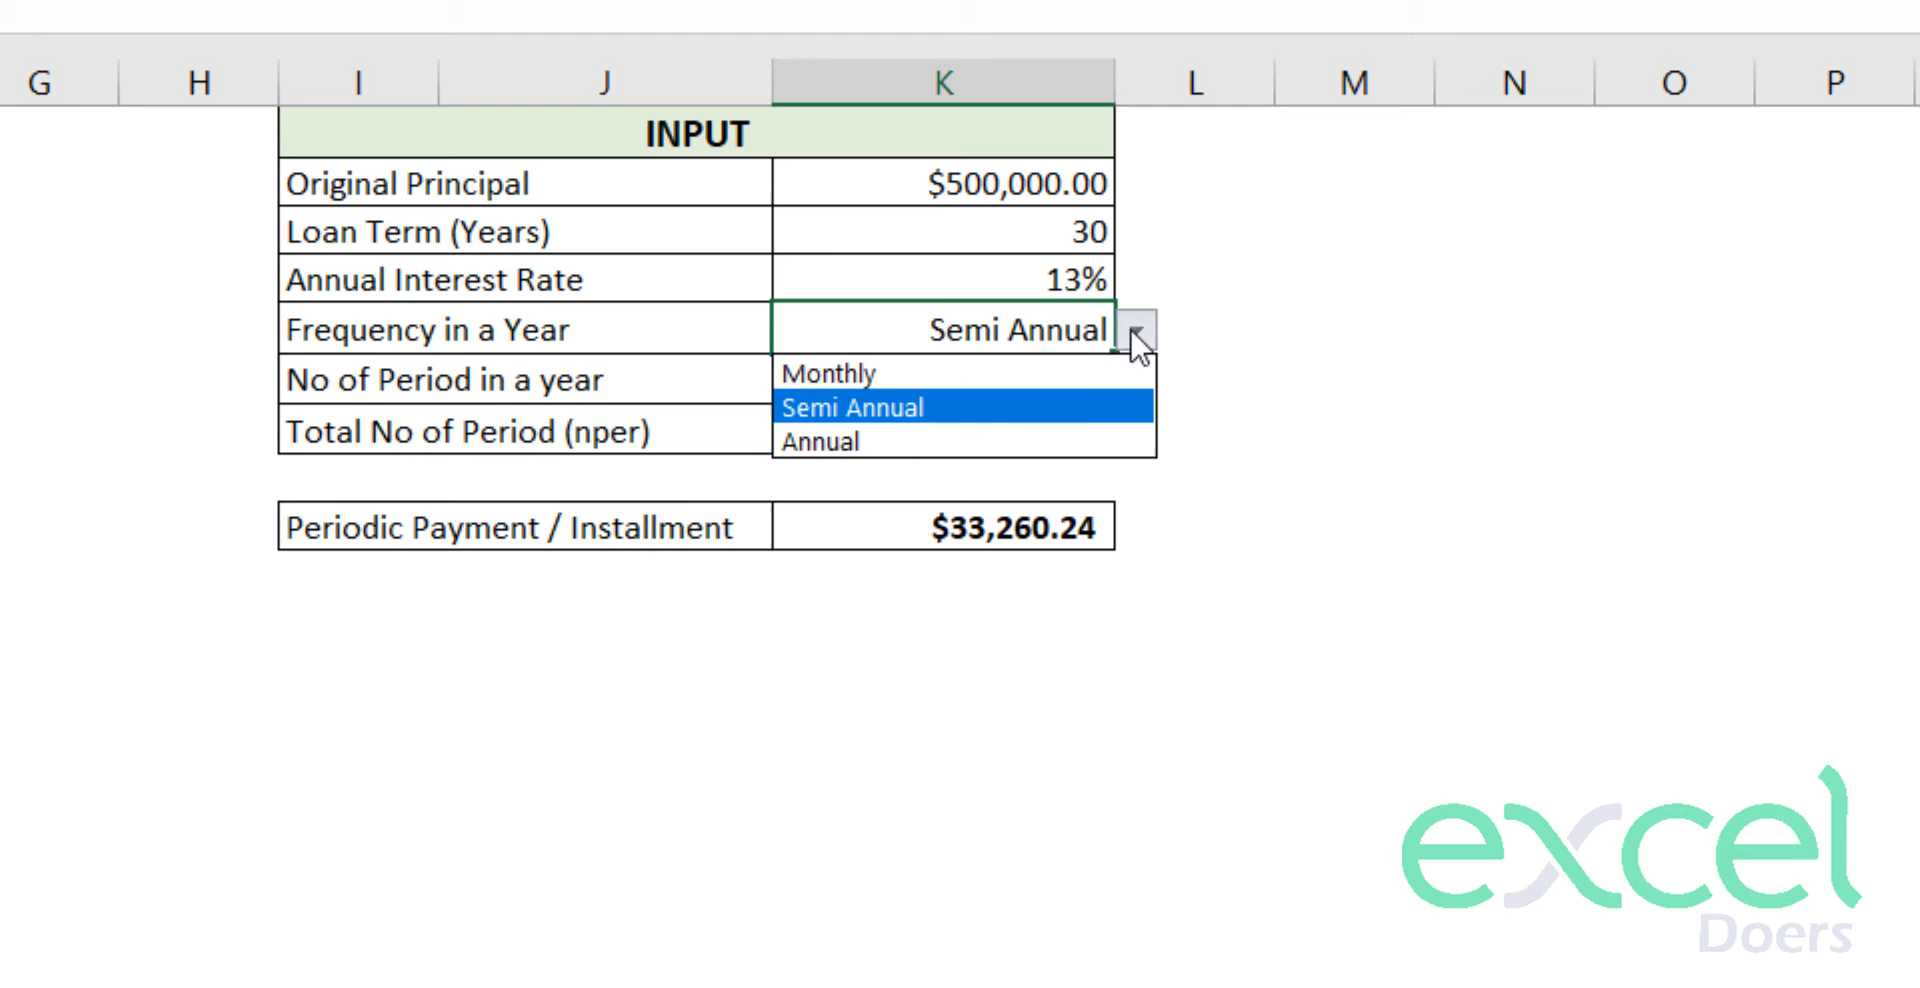 G H I J K L M N O P
INPUT
Original Principal $500,000.00
Loan Term (Years) 30
Annual Interest Rate 13%
Frequency in a Year Semi Annual
Monthly
No of Period in a year
Semi Annual
Total No of Period (nper)
Annual
Periodic Payment / Installment $33,260.24
excel
Doers